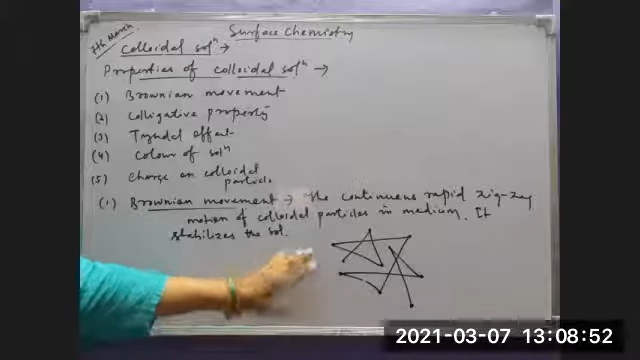 7th March
Surface Chemistry
Colloidal solⁿ →
Properties of colloidal solⁿ →
(1) Brownian movement
(2) Colligative property
(3) Tyndal effect
(4) Colour of solⁿ
(5) Charge on colloidal
particle
(1) Brownian movement → The continuous rapid zig-zag
motion of colloidal particles in medium. It
stabilizes the sol.
2021-03-07 13:08:52